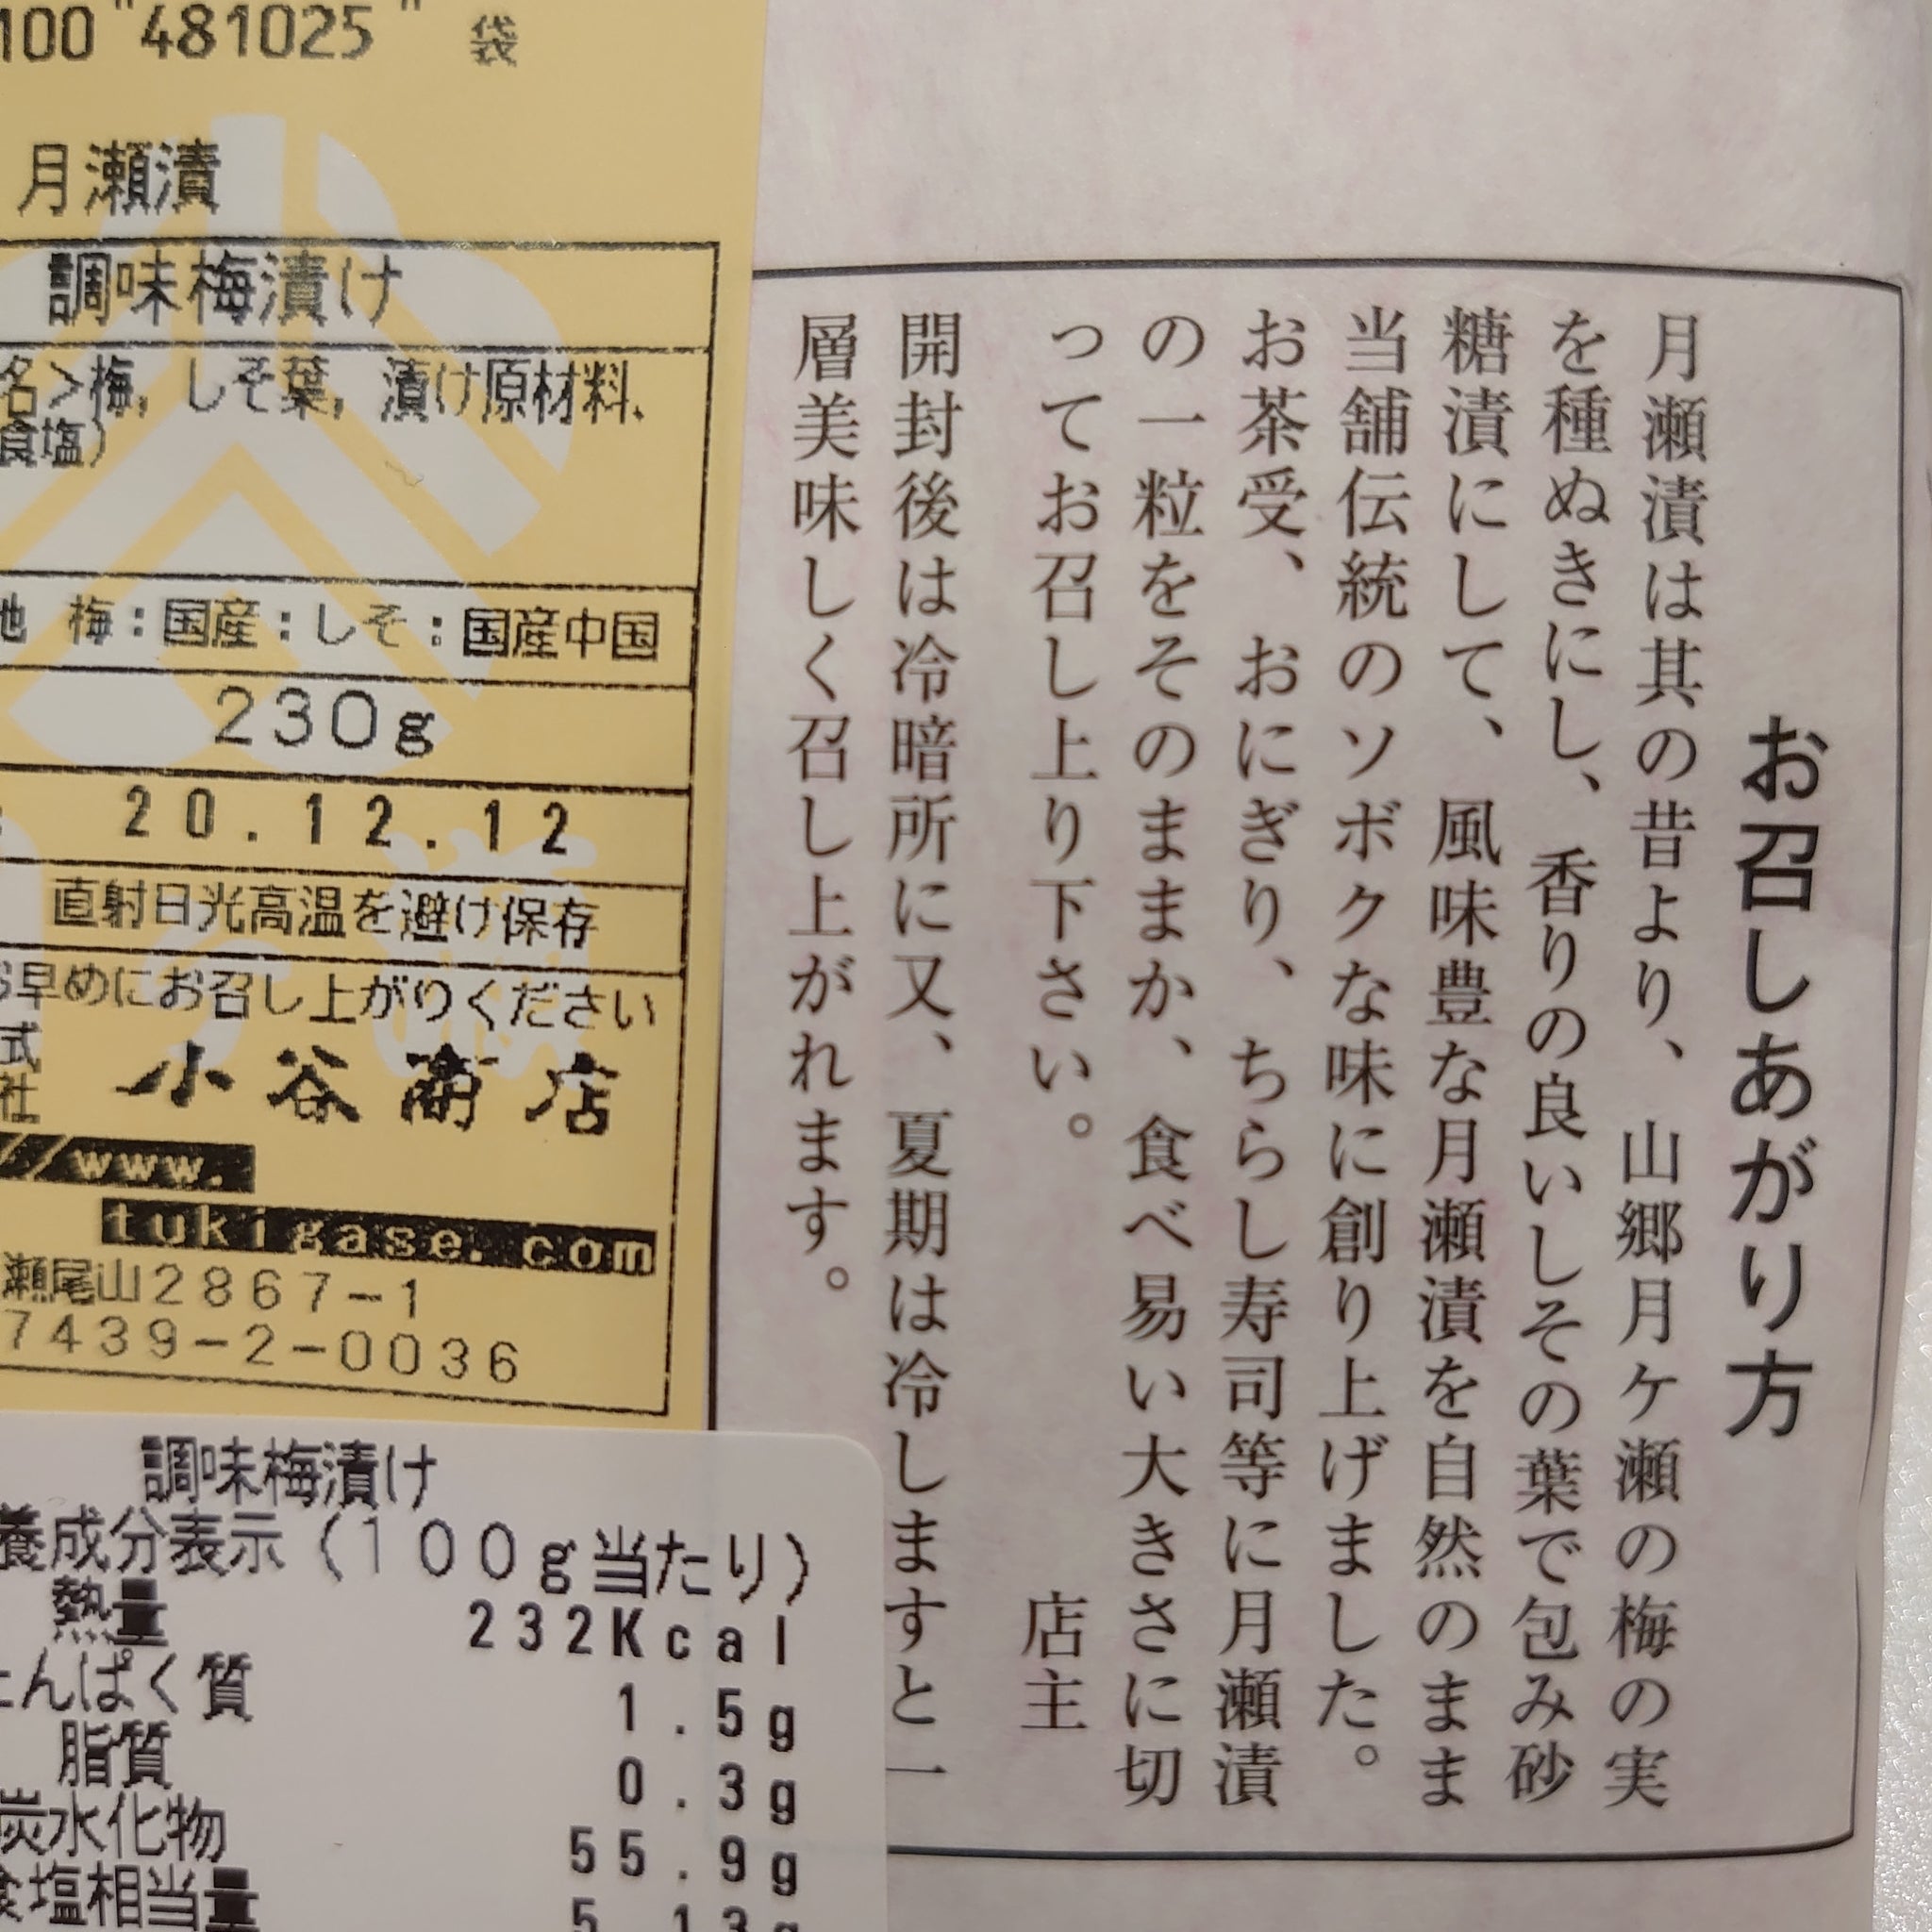 100"481025" 袋
月瀬漬
調味梅漬け
名>梅，しそ葉，漬け原材料、
食塩）
地 梅：国産：しそ：国産中国
230g
20.12.12
直射日光高温を避け保存
お早めにお召し上がりください
式
社
小谷商店
//www.
tukigase.com
瀬尾山2867-1
7439-2-0036
調味梅漬け
養成分表示（100g当たり）
熱量 232Kcal
たんぱく質 1.5g
脂質 0.3g
炭水化物 55.9g
食塩相当量 5.13g
お召しあがり方
月瀬漬は其の昔より、山郷月ケ瀬の梅の実
を種ぬきにし、香りの良いしその葉で包み砂
糖漬にして、風味豊な月瀬漬を自然のまま
当舗伝統のソボクな味に創り上げました。
お茶受、おにぎり、ちらし寿司等に月瀬漬
の一粒をそのままか、食べ易い大きさに切
ってお召し上り下さい。 店主
開封後は冷暗所に又、夏期は冷しますと一
層美味しく召し上がれます。